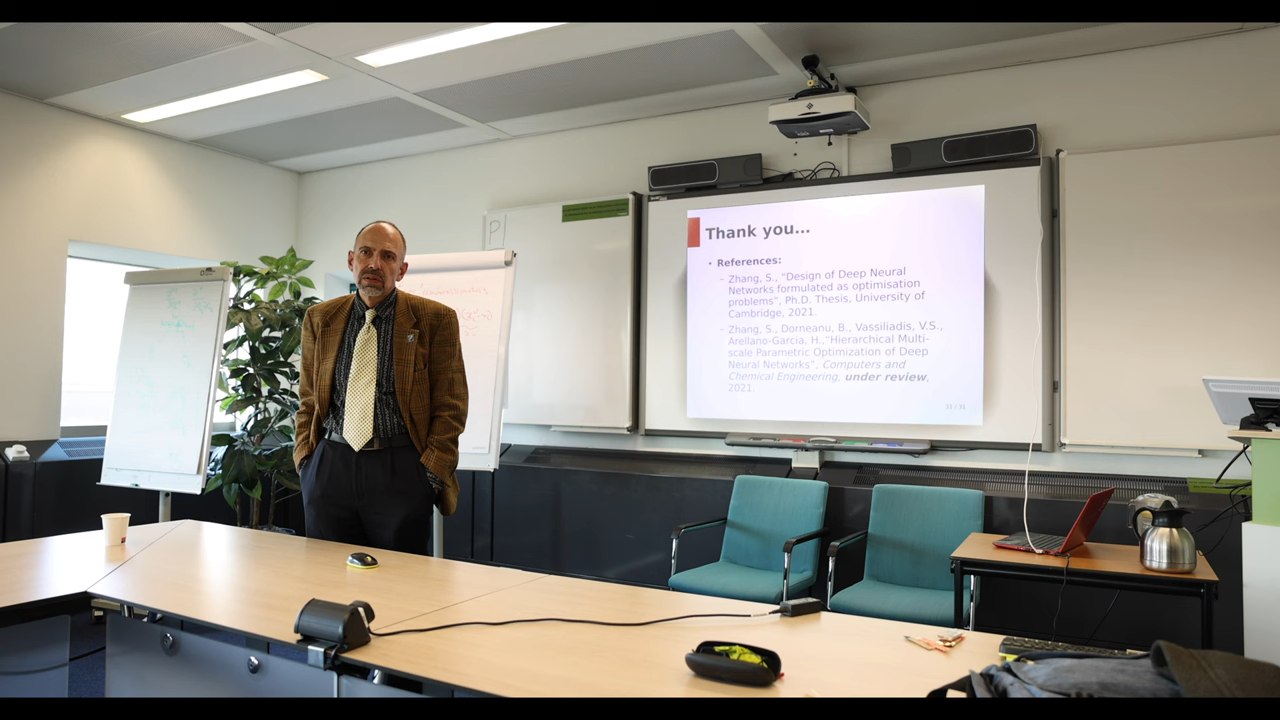 P
Thank you...
• References:
– Zhang, S., "Design of Deep Neural
Networks formulated as optimisation
problems", Ph.D. Thesis, University of
Cambridge, 2021.
– Zhang, S., Dorneanu, B., Vassiliadis, V.S.,
Arellano-Garcia, H.,"Hierarchical Multi-
scale Parametric Optimization of Deep
Neural Networks", Computers and
Chemical Engineering, under review,
2021.
31 / 31